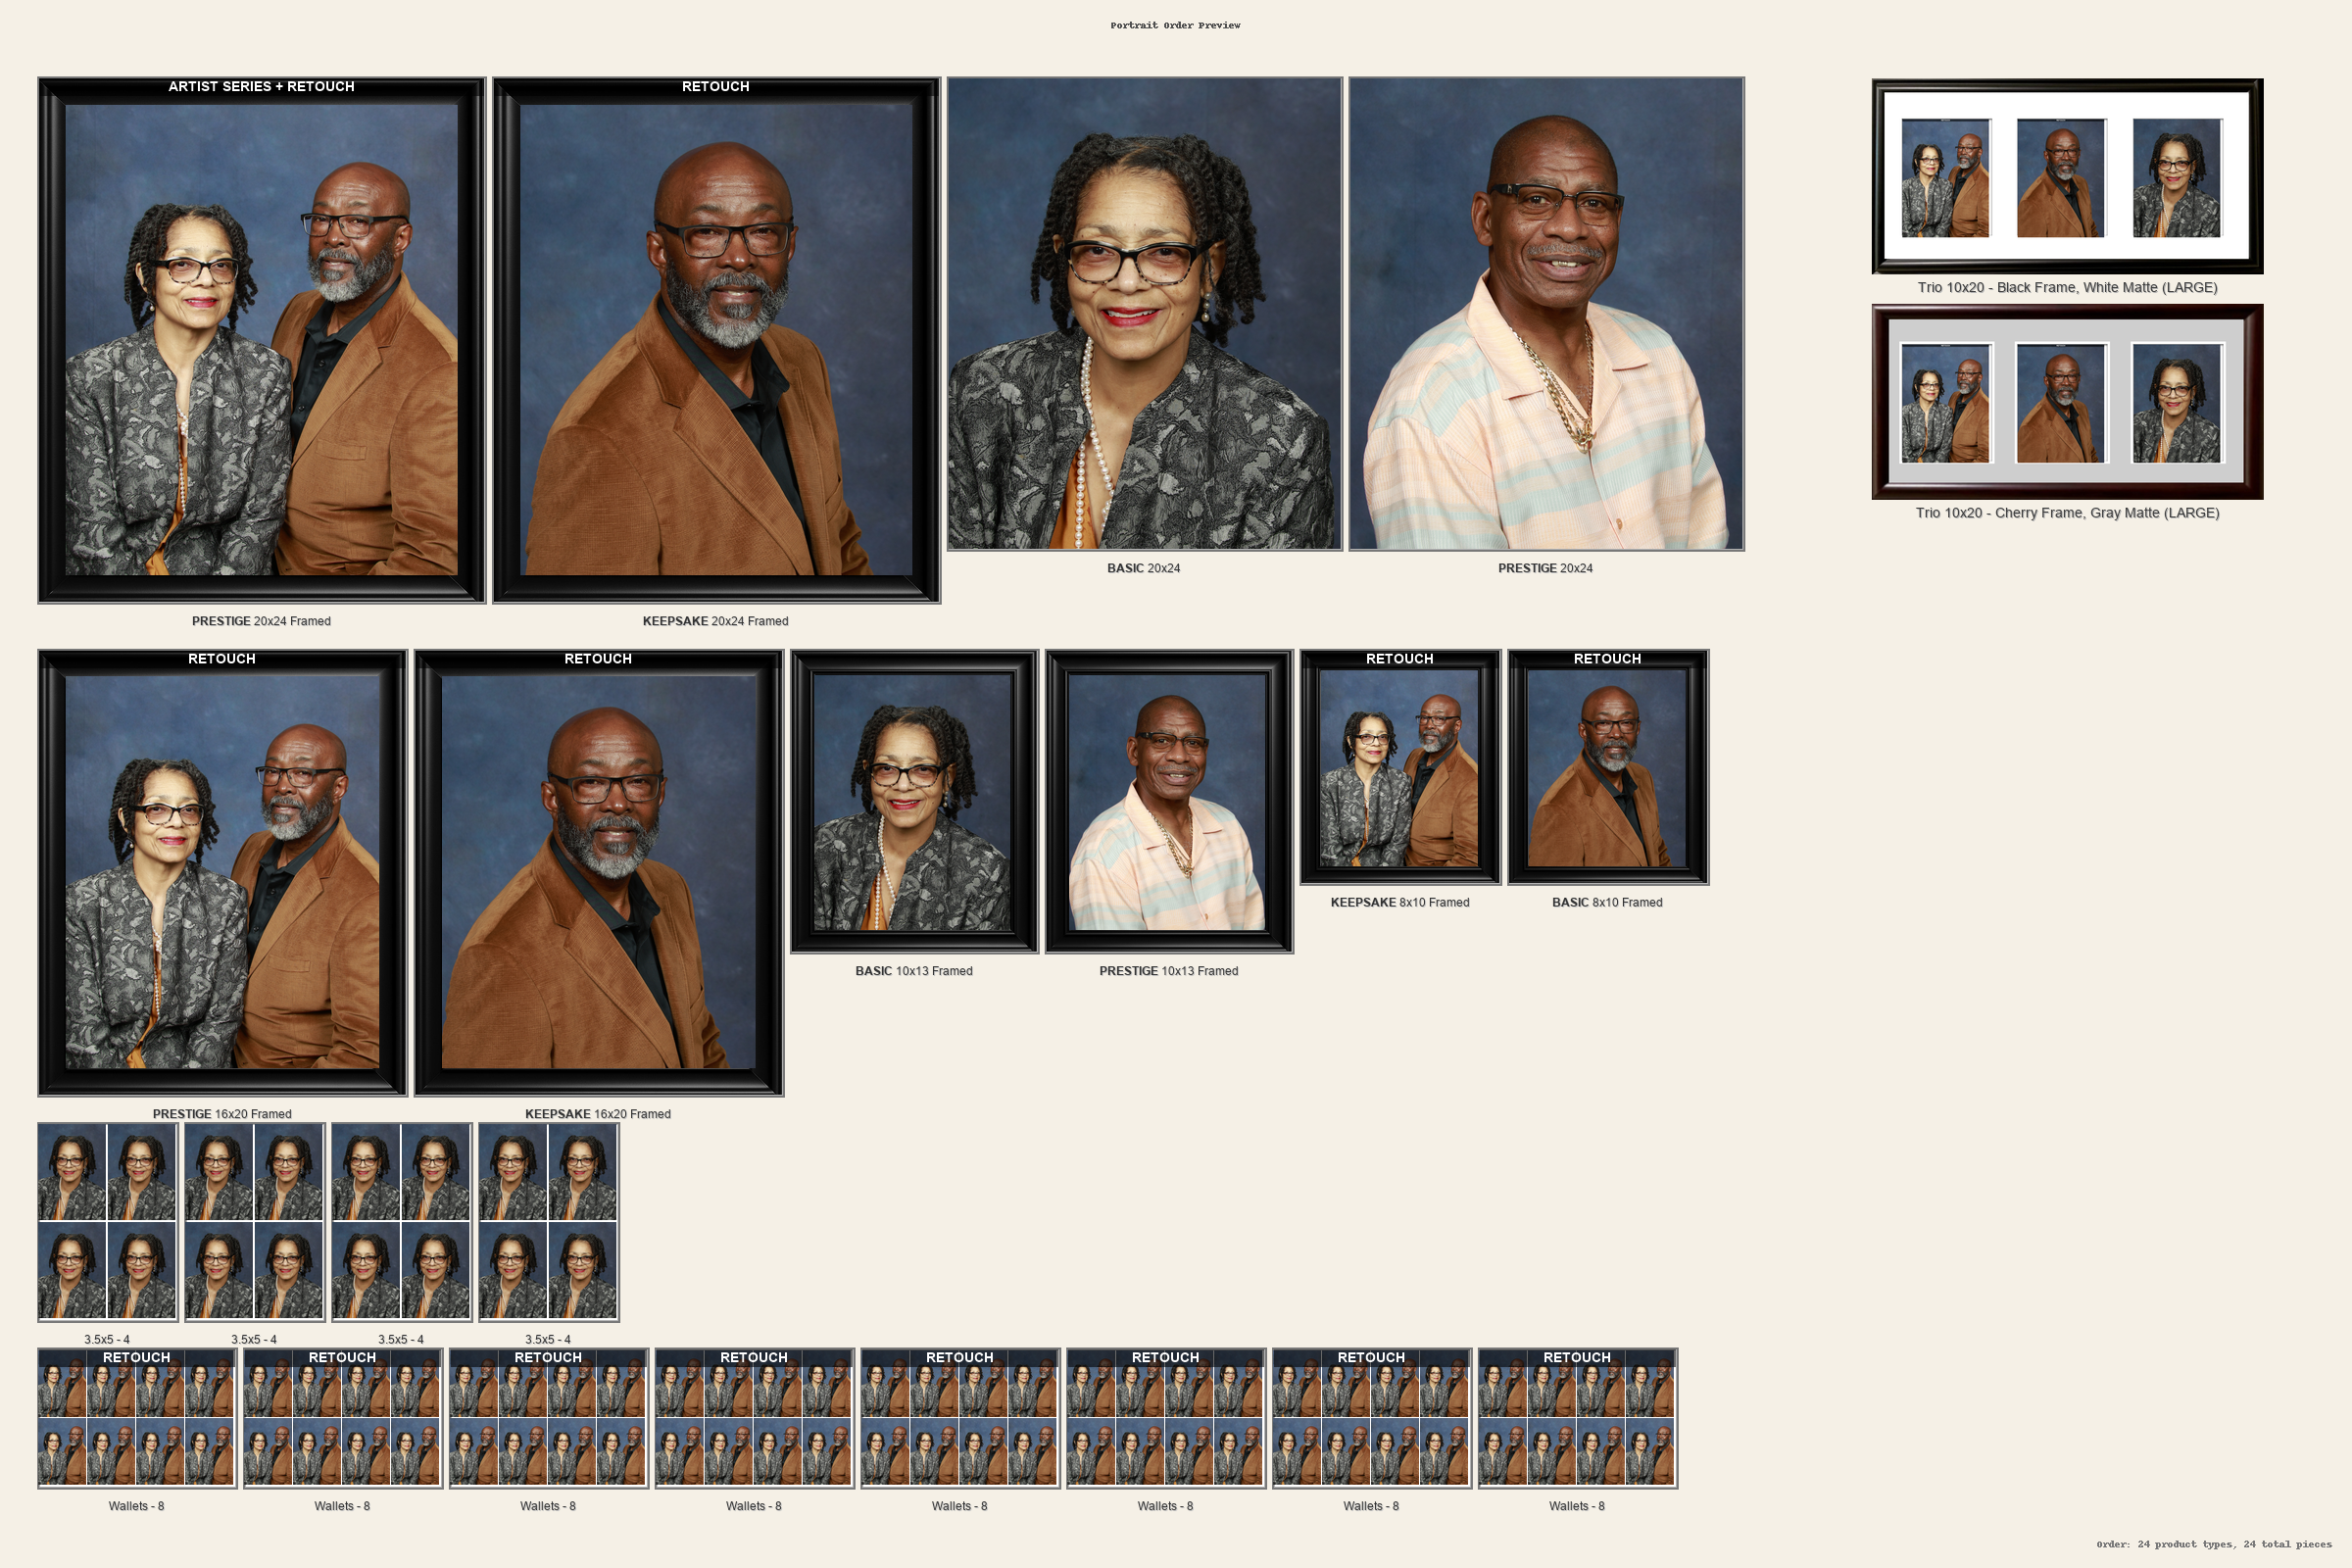 Portrait Order Preview
ARTIST SERIES + RETOUCH
RETOUCH
PRESTIGE 20x24 Framed
KEEPSAKE 20x24 Framed
BASIC 20x24
PRESTIGE 20x24
Trio 10x20 - Black Frame, White Matte (LARGE)
Trio 10x20 - Cherry Frame, Gray Matte (LARGE)
RETOUCH
RETOUCH
RETOUCH
RETOUCH
PRESTIGE 16x20 Framed
KEEPSAKE 16x20 Framed
BASIC 10x13 Framed
PRESTIGE 10x13 Framed
KEEPSAKE 8x10 Framed
BASIC 8x10 Framed
3.5x5 - 4
3.5x5 - 4
3.5x5 - 4
3.5x5 - 4
RETOUCH
RETOUCH
RETOUCH
RETOUCH
RETOUCH
RETOUCH
RETOUCH
RETOUCH
Wallets - 8
Wallets - 8
Wallets - 8
Wallets - 8
Wallets - 8
Wallets - 8
Wallets - 8
Wallets - 8
Order: 24 product types, 24 total pieces